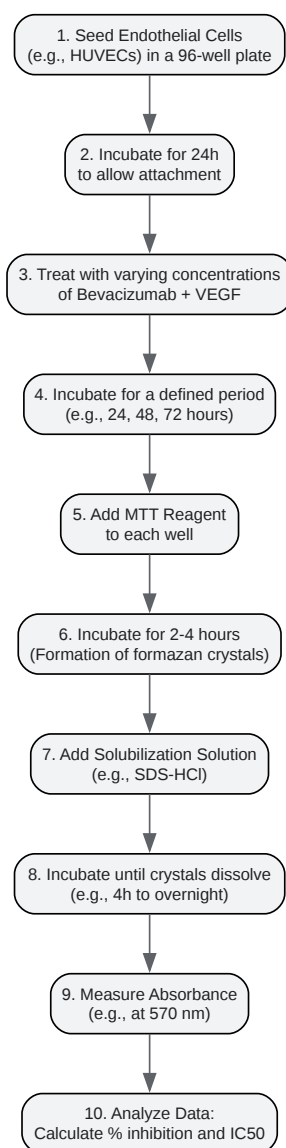 1. Seed Endothelial Cells
(e.g., HUVECs) in a 96-well plate
2. Incubate for 24h
to allow attachment
3. Treat with varying concentrations
of Bevacizumab + VEGF
4. Incubate for a defined period
(e.g., 24, 48, 72 hours)
5. Add MTT Reagent
to each well
6. Incubate for 2-4 hours
(Formation of formazan crystals)
7. Add Solubilization Solution
(e.g., SDS-HCl)
8. Incubate until crystals dissolve
(e.g., 4h to overnight)
9. Measure Absorbance
(e.g., at 570 nm)
10. Analyze Data:
Calculate % inhibition and IC50